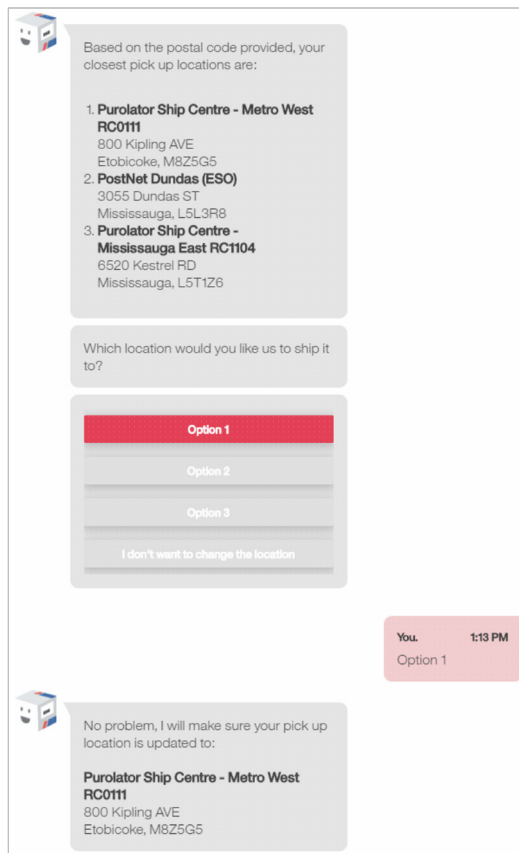 Based on the postal code provided, your
closest pick up locations are:
1. Purolator Ship Centre - Metro West
RC0111
800 Kipling AVE
Etobicoke, M8Z5G5
2. PostNet Dundas (ESO)
3055 Dundas ST
Mississauga, L5L3R8
3. Purolator Ship Centre -
Mississauga East RC1104
6520 Kestrel RD
Mississauga, L5T1Z6
Which location would you like us to ship it
to?
Option 1
Option 2
Option 3
I don't want to change the location
You. 1:13 PM
Option 1
No problem, I will make sure your pick up
location is updated to:
Purolator Ship Centre - Metro West
RC0111
800 Kipling AVE
Etobicoke, M8Z5G5